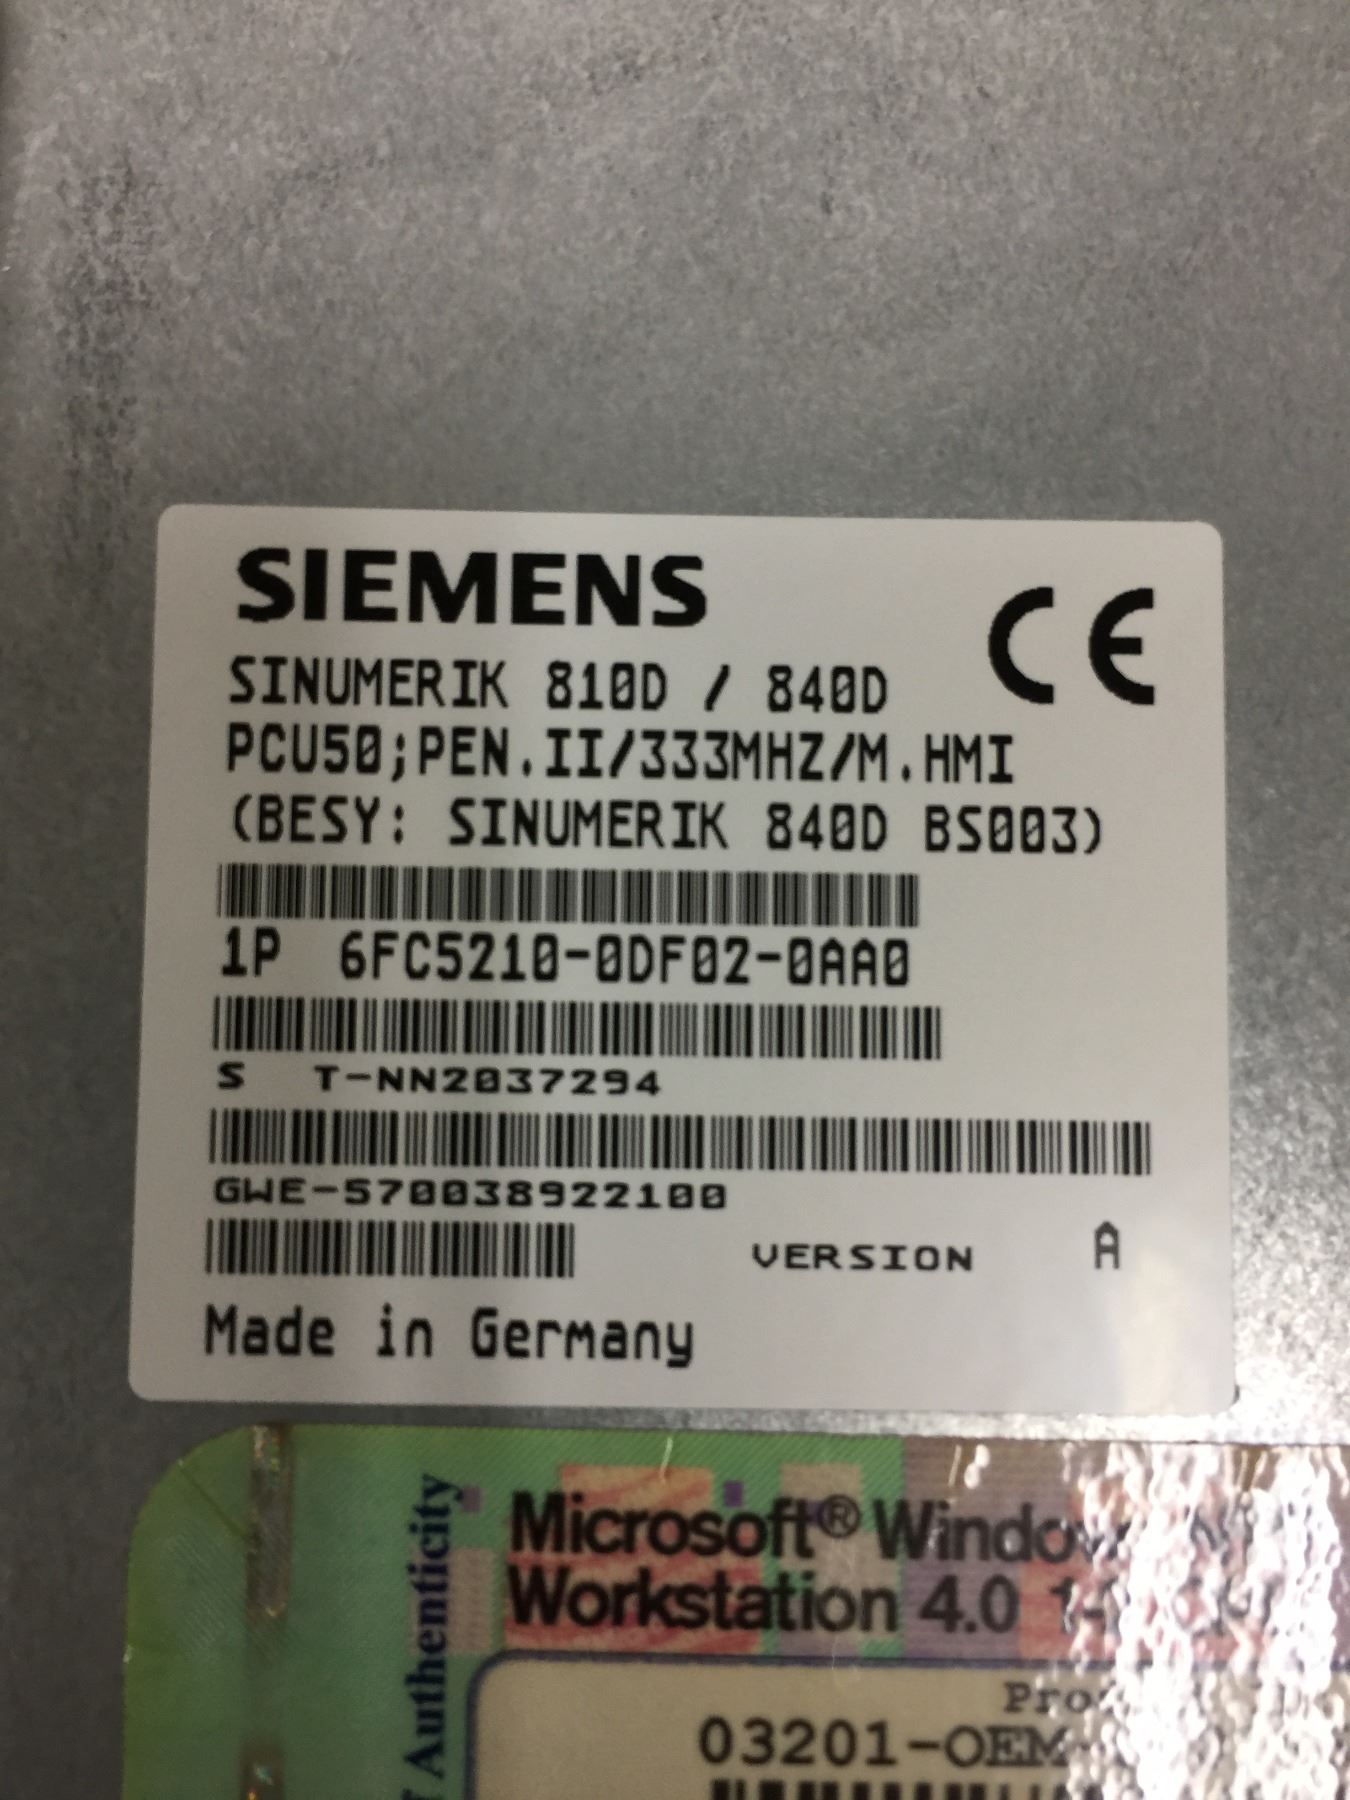 SIEMENS
CE
SINUMERIK 810D / 840D
PCU50;PEN.II/333MHZ/M.HMI
(BESY: SINUMERIK 840D BS003)
1P 6FC5210-0DF02-0AA0
S T-NN2037294
GWE-570038922100
VERSION A
Made in Germany
Authenticity
Microsoft® Windows
Workstation 4.0
03201-OEM